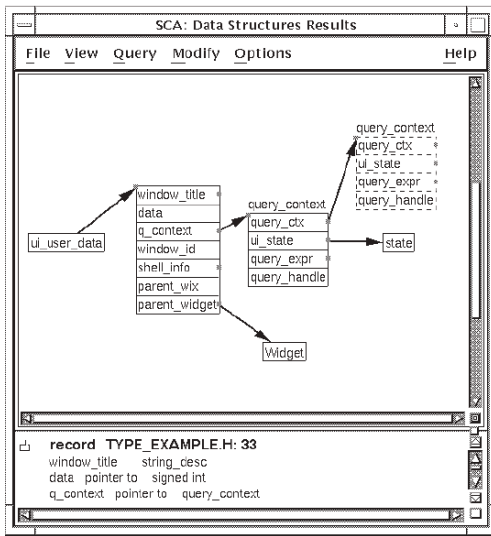 SCA: Data Structures Results
File View Query Modify Options Help
query_context
query_ctx
ui_state
query_expr
query_handle
window_title
data
q_context
window_id
shell_info
parent_wix
parent_widget
query_context
query_ctx
ui_state
query_expr
query_handle
ui_user_data
state
Widget
record TYPE_EXAMPLE.H: 33
window_title string_desc
data pointer to signed int
q_context pointer to query_context